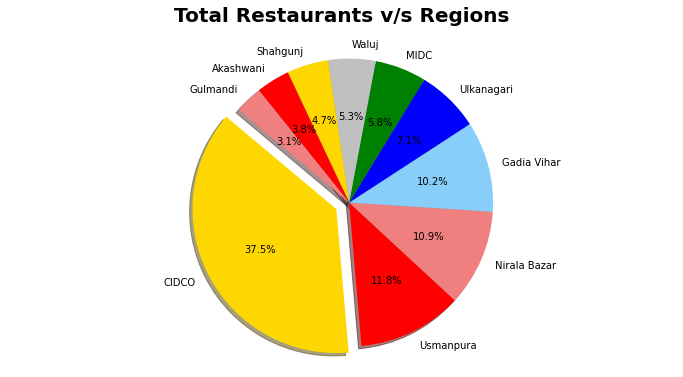 Total Restaurants v/s Regions
Waluj
Shahgunj
MIDC
Akashwani
Gulmandi
Ulkanagari
5.3%
4.7%
5.8%
3.8%
3.1%
7.1%
Gadia Vihar
10.2%
37.5%
10.9%
Nirala Bazar
CIDCO
11.8%
Usmanpura